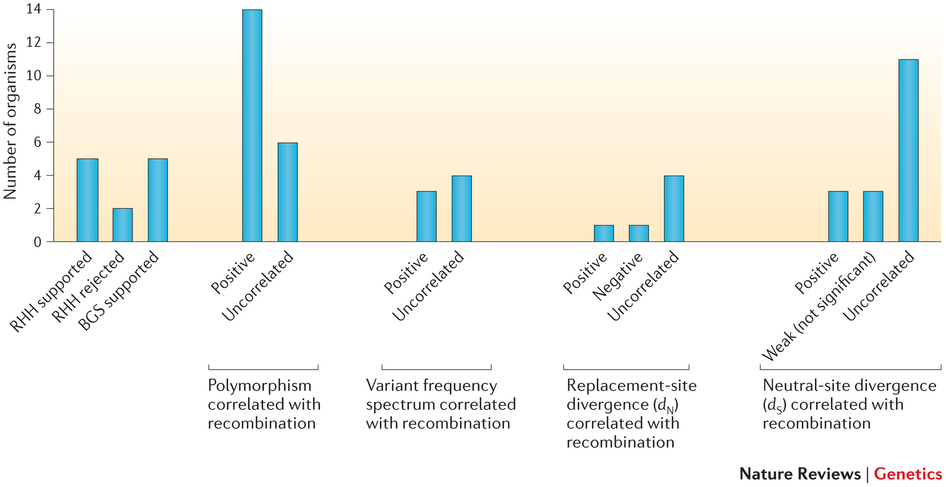 Number of organisms
14
12
10
8
6
4
2
0
RHH supported
RHH rejected
BGS supported
Positive
Uncorrelated
Positive
Uncorrelated
Positive
Negative
Uncorrelated
Positive
Weak (not significant)
Uncorrelated
Polymorphism
correlated with
recombination
Variant frequency
spectrum correlated
with recombination
Replacement-site
divergence (dN)
correlated with
recombination
Neutral-site divergence
(dS) correlated with
recombination
Nature Reviews | Genetics